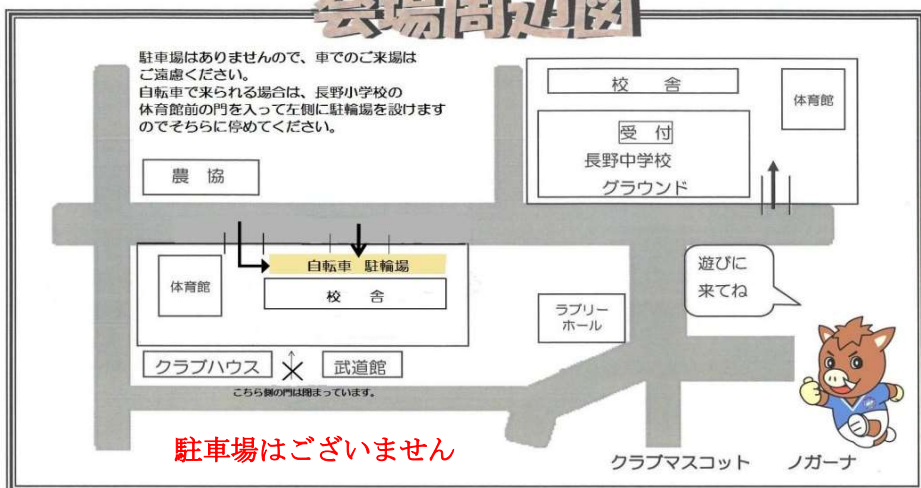 会場周辺図
駐車場はありませんので、車でのご来場は
ご遠慮ください。
自転車で来られる場合は、長野小学校の
体育館前の門を入って左側に駐輪場を設けます
のでそちらに停めてください。
校 舎
体育館
受 付
長野中学校
グラウンド
農 協
自転車 駐輪場
体育館
校 舎
遊びに
来てね
ラブリー
ホール
クラブハウス
武道館
こちら側の門は閉まっています。
駐車場はございません
クラブマスコット ノガーナ